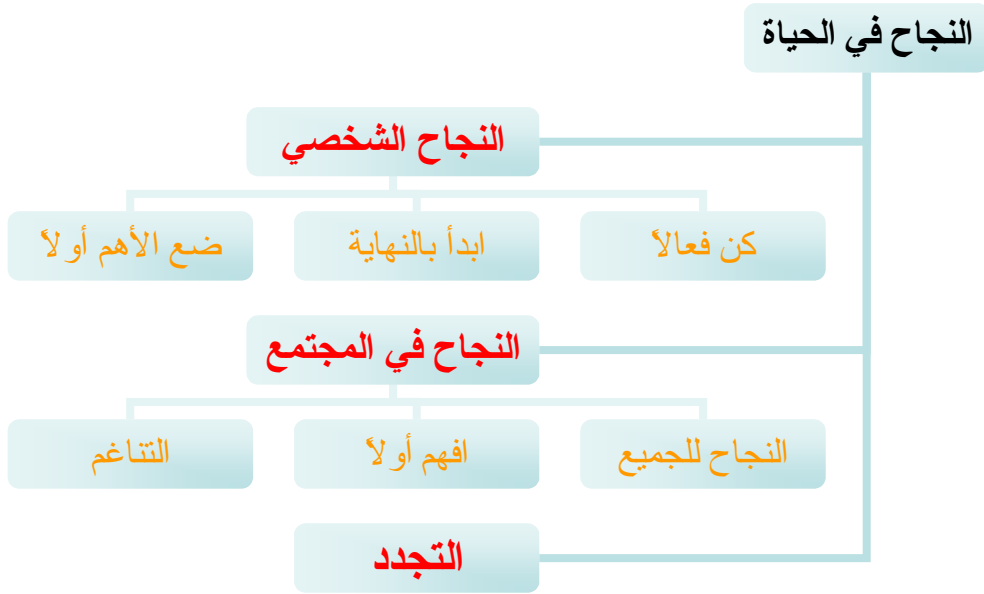 النجاح في الحياة
النجاح الشخصي
كن فعالاً
ابدأ بالنهاية
ضع الأهم أولاً
النجاح في المجتمع
النجاح للجميع
افهم أولاً
التناغم
التجدد